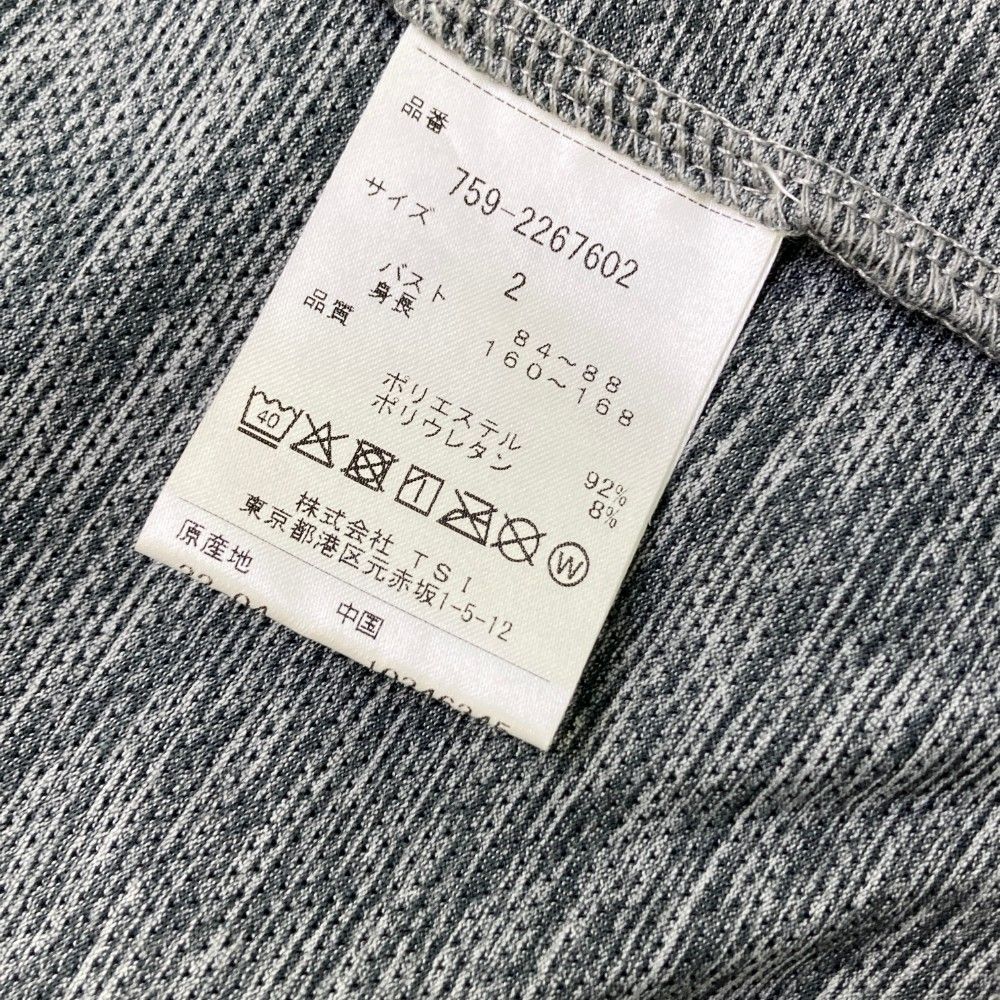 品番
759-2267602
サイズ 2
バスト 84～88
身長 160～168
品質
ポリエステル 92%
ポリウレタン 8%
40
W
株式会社 TSI
東京都港区元赤坂1-5-12
原産地 中国